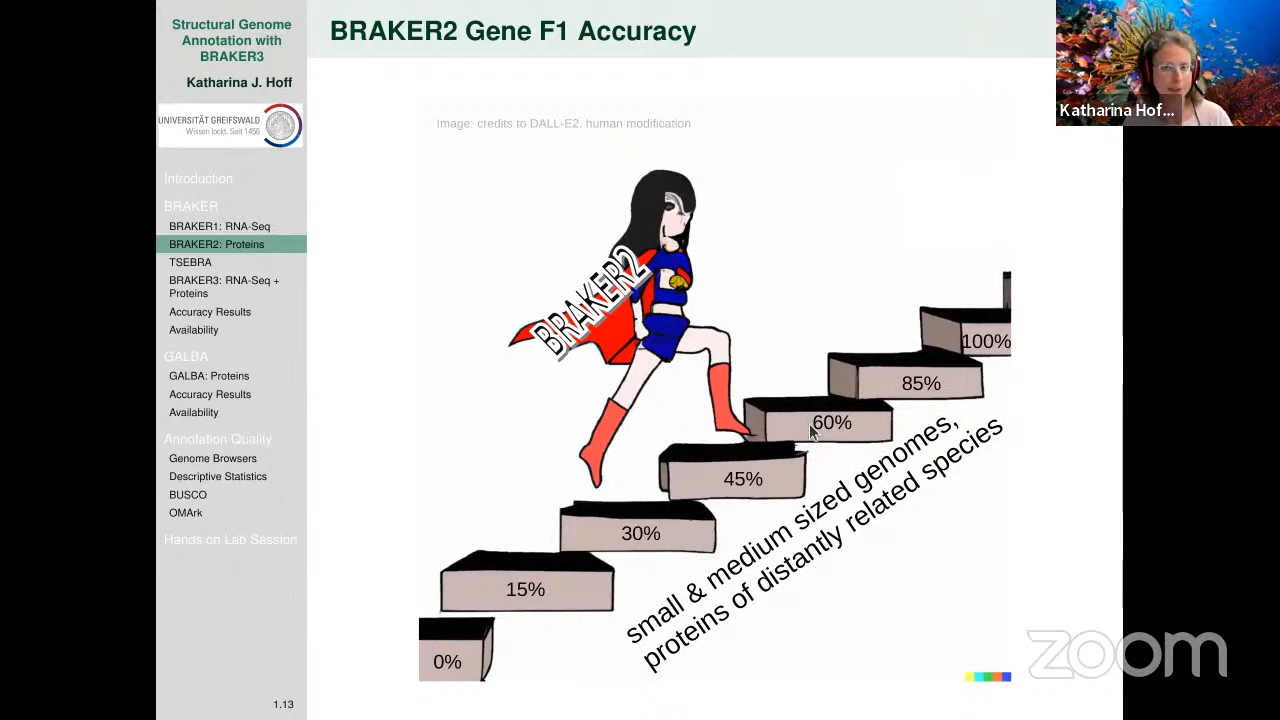 Structural Genome
Annotation with
BRAKER3
Katharina J. Hoff
UNIVERSITÄT GREIFSWALD
Wissen lockt. Seit 1456
Introduction
BRAKER
BRAKER1: RNA-Seq
BRAKER2: Proteins
TSEBRA
BRAKER3: RNA-Seq +
Proteins
Accuracy Results
Availability
GALBA
GALBA: Proteins
Accuracy Results
Availability
Annotation Quality
Genome Browsers
Descriptive Statistics
BUSCO
OMArk
Hands on Lab Session
1.13
BRAKER2 Gene F1 Accuracy
Image: credits to DALL-E2. human modification
BRAKER2
100%
85%
60%
45%
30%
15%
0%
small & medium sized genomes,
proteins of distantly related species
Katharina Hof...
zoom